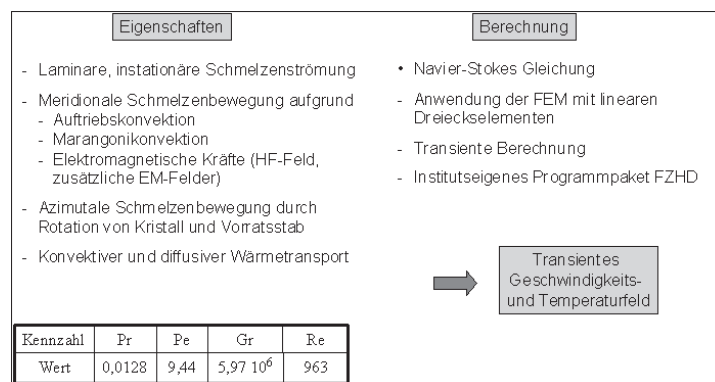 Eigenschaften
- Laminare, instationäre Schmelzenströmung
- Meridionale Schmelzenbewegung aufgrund
- Auftriebskonvektion
- Marangonikonvektion
- Elektromagnetische Kräfte (HF-Feld,
zusätzliche EM-Felder)
- Azimutale Schmelzenbewegung durch
Rotation von Kristall und Vorratsstab
- Konvektiver und diffusiver Wärmetransport
Berechnung
• Navier-Stokes Gleichung
- Anwendung der FEM mit linearen
Dreieckselementen
- Transiente Berechnung
- Institutseigenes Programmpaket FZHD
Transientes
Geschwindigkeits-
und Temperaturfeld
Kennzahl Pr Pe Gr Re
Wert 0,0128 9,44 5,97 10⁶ 963